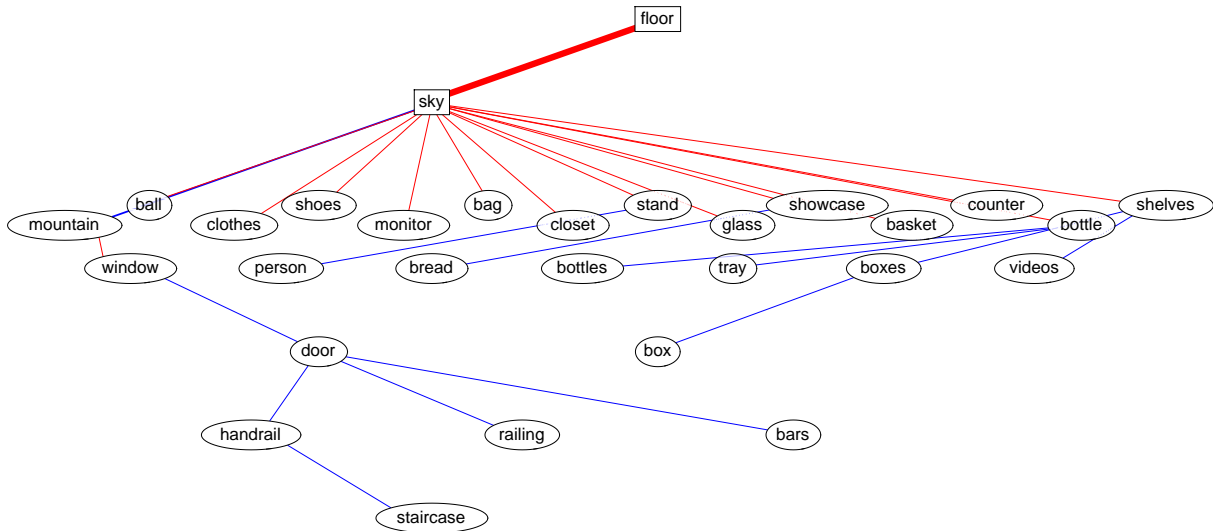 floor
sky
ball
shoes
bag
stand
showcase
counter
shelves
mountain
clothes
monitor
closet
glass
basket
bottle
window
person
bread
bottles
tray
boxes
videos
door
box
handrail
railing
bars
staircase